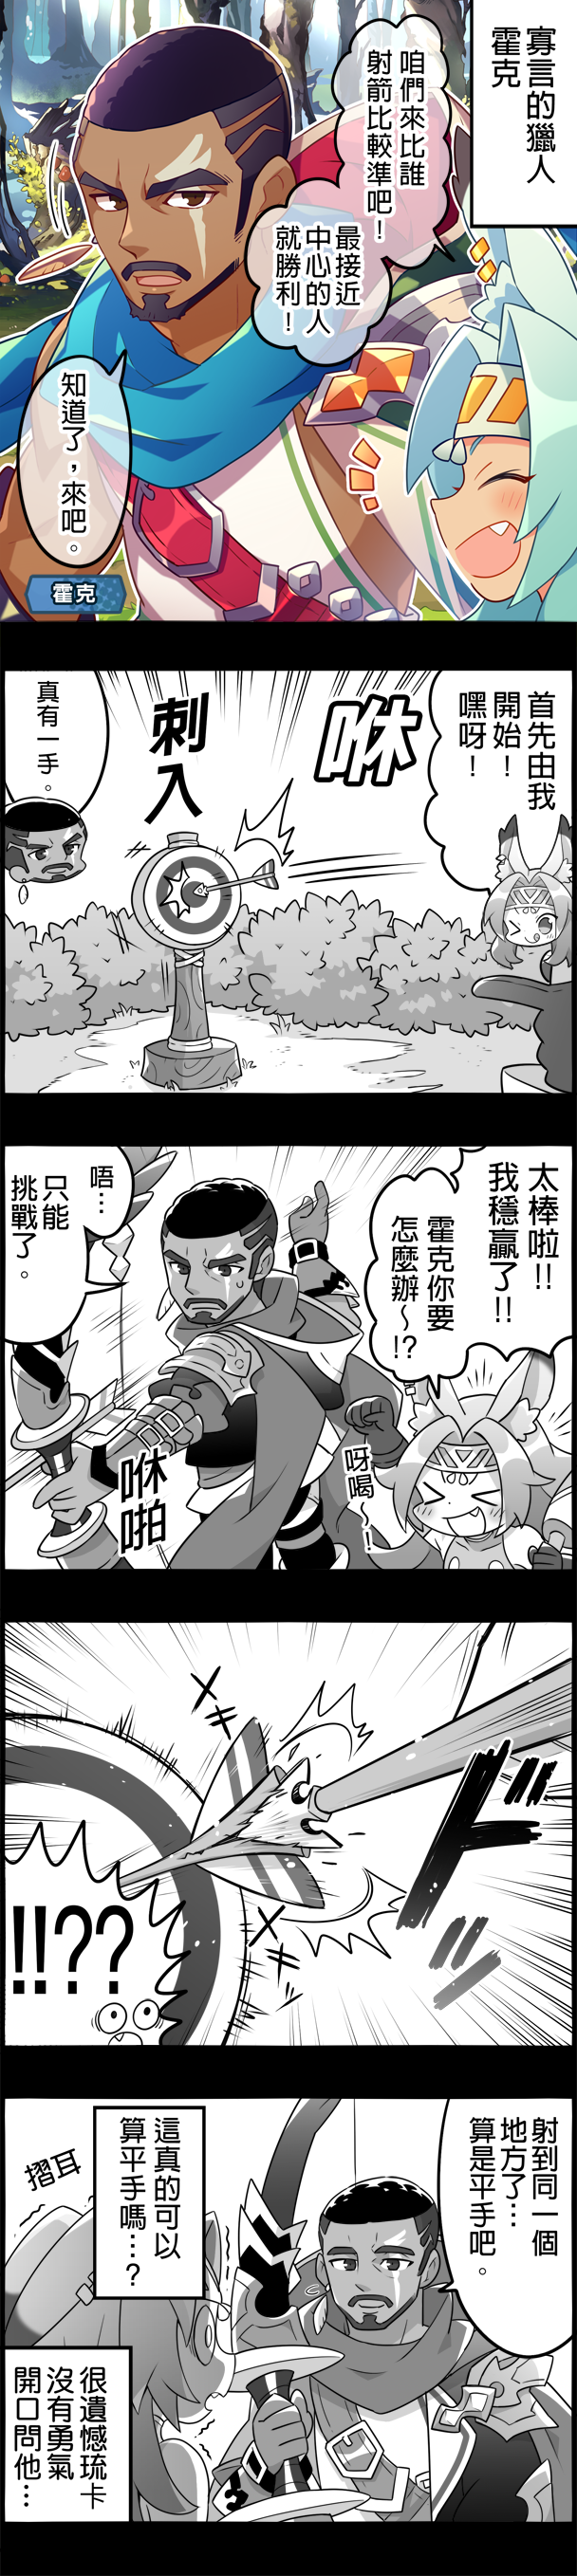 寡言的獵人
霍克
咱們來比誰
射箭比較準吧！
最接近
中心的人
就勝利！
知道了，來吧。
霍克
首先由我
開始！
嘿呀！
咻
刺入
真有一手。
太棒啦!!
我穩贏了!!
霍克你要
怎麼辦～!?
呀喝～！
唔…
只能
挑戰了。
咻啪
ドドド
!!??
射到同一個
地方了…
算是平手吧。
這真的可以
算平手嗎…?
摺耳
很遺憾琉卡
沒有勇氣
開口問他…